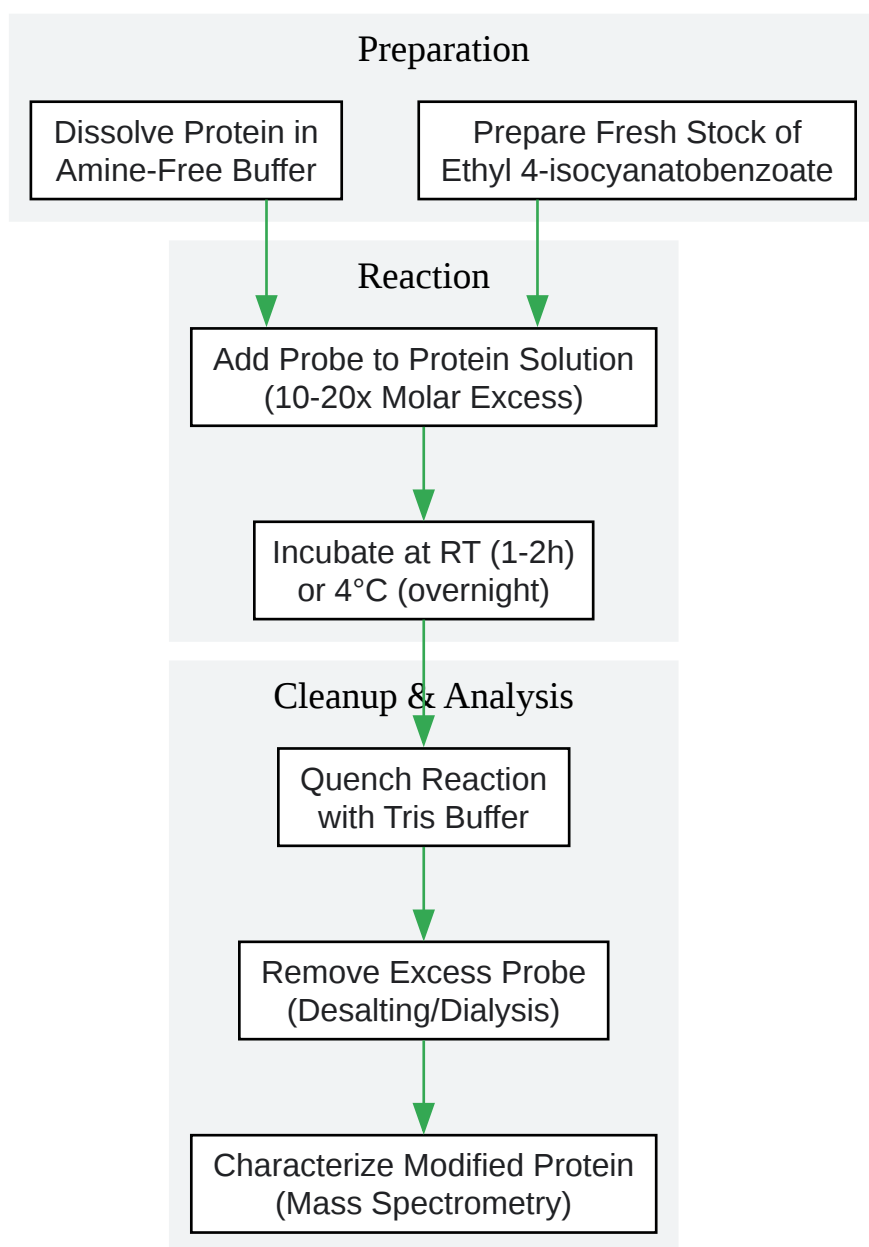 Preparation
Dissolve Protein in
Amine-Free Buffer
Prepare Fresh Stock of
Ethyl 4-isocyanatobenzoate
Reaction
Add Probe to Protein Solution
(10-20x Molar Excess)
Incubate at RT (1-2h)
or 4°C (overnight)
Cleanup & Analysis
Quench Reaction
with Tris Buffer
Remove Excess Probe
(Desalting/Dialysis)
Characterize Modified Protein
(Mass Spectrometry)